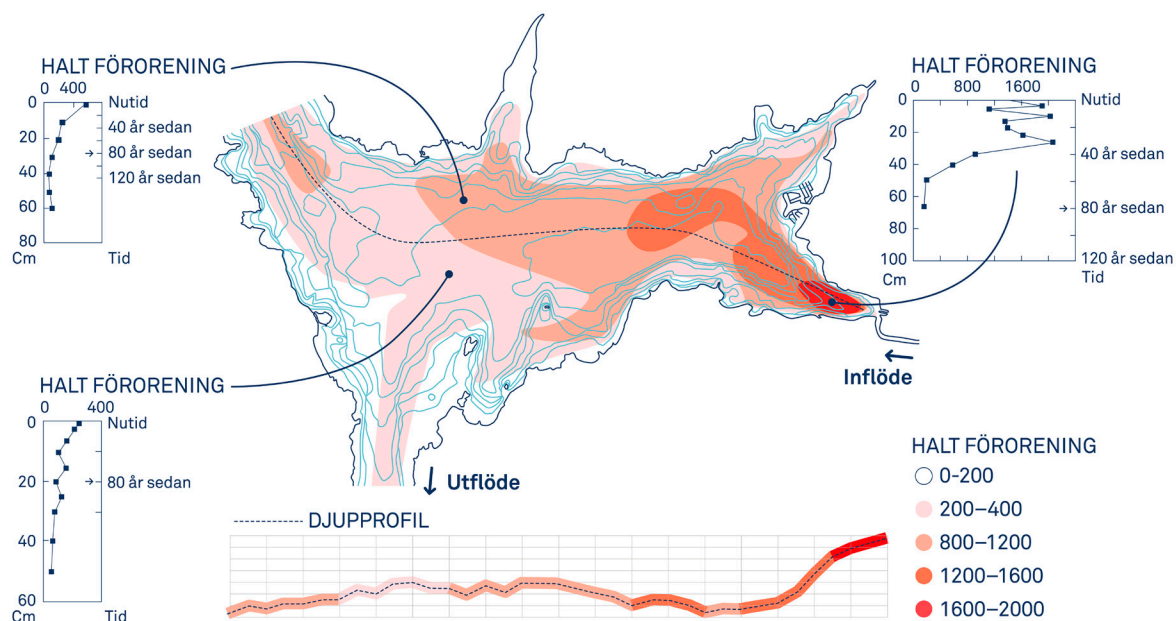 HALT FÖRORENING
0 400
0
20
40
60
80
Cm
Nutid
40 år sedan
→ 80 år sedan
120 år sedan
Tid
HALT FÖRORENING
0 800 1600
0
20
40
60
80
100
Cm
Nutid
40 år sedan
→ 80 år sedan
120 år sedan
Tid
Inflöde
HALT FÖRORENING
0 400
0
20
40
60
Cm
Nutid
→ 80 år sedan
Tid
Utflöde
DJUPPROFIL
HALT FÖRORENING
0-200
200–400
800–1200
1200–1600
1600–2000